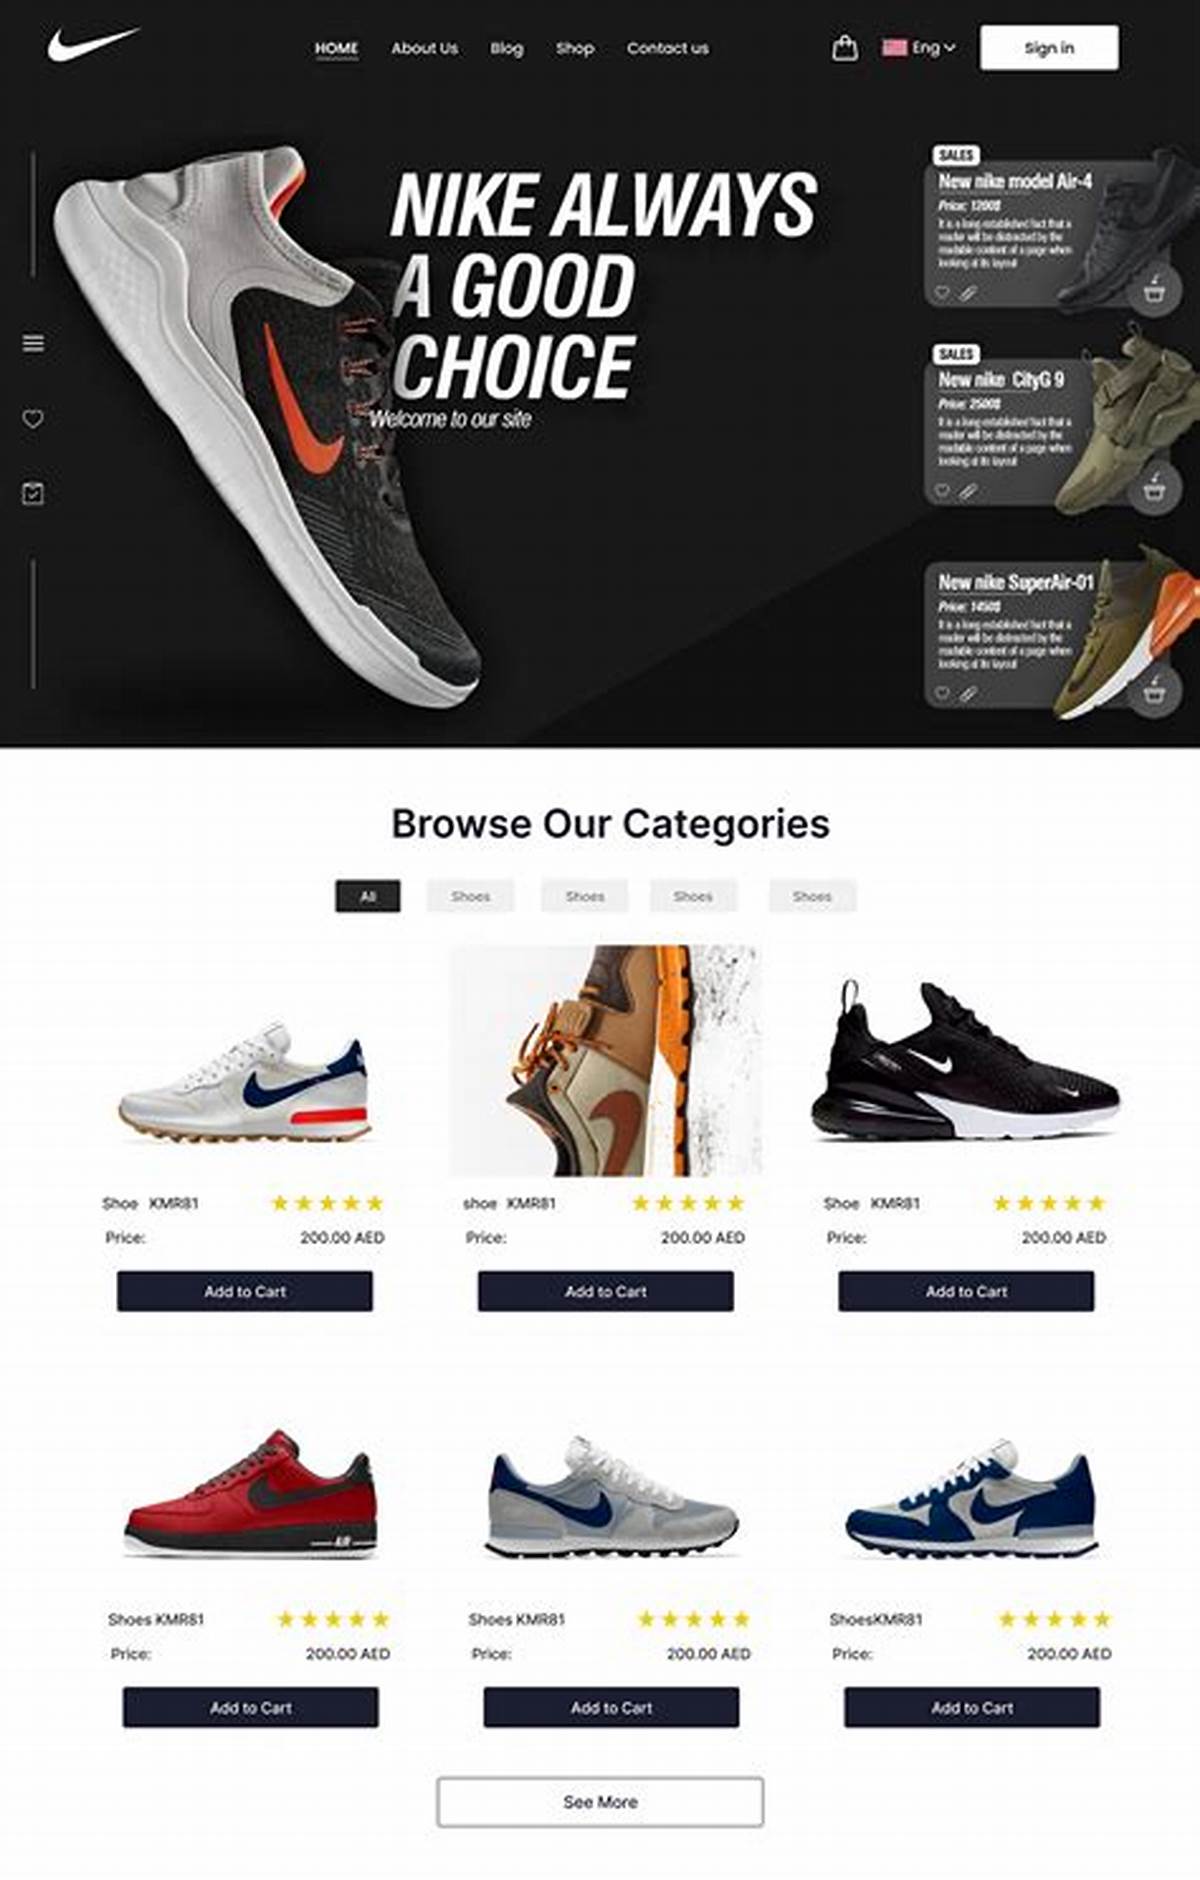 HOME About Us Blog Shop Contact us Eng Sign in
NIKE ALWAYS
A GOOD
CHOICE
Welcome to our site
SALES
New nike model Air-4
Price: 1200$
It is a long established fact that a
reader will be distracted by the
readable content of a page when
looking at its layout
SALES
New nike CityG 9
Price: 2500$
It is a long established fact that a
reader will be distracted by the
readable content of a page when
looking at its layout
New nike SuperAir-01
Price: 1450$
It is a long established fact that a
reader will be distracted by the
readable content of a page when
looking at its layout
Browse Our Categories
All Shoes Shoes Shoes Shoes
Shoe KMR81
Price: 200.00 AED
Add to Cart
shoe KMR81
Price: 200.00 AED
Add to Cart
Shoe KMR81
Price: 200.00 AED
Add to Cart
AIR
Shoes KMR81
Price: 200.00 AED
Add to Cart
Shoes KMR81
Price: 200.00 AED
Add to Cart
ShoesKMR81
Price: 200.00 AED
Add to Cart
See More